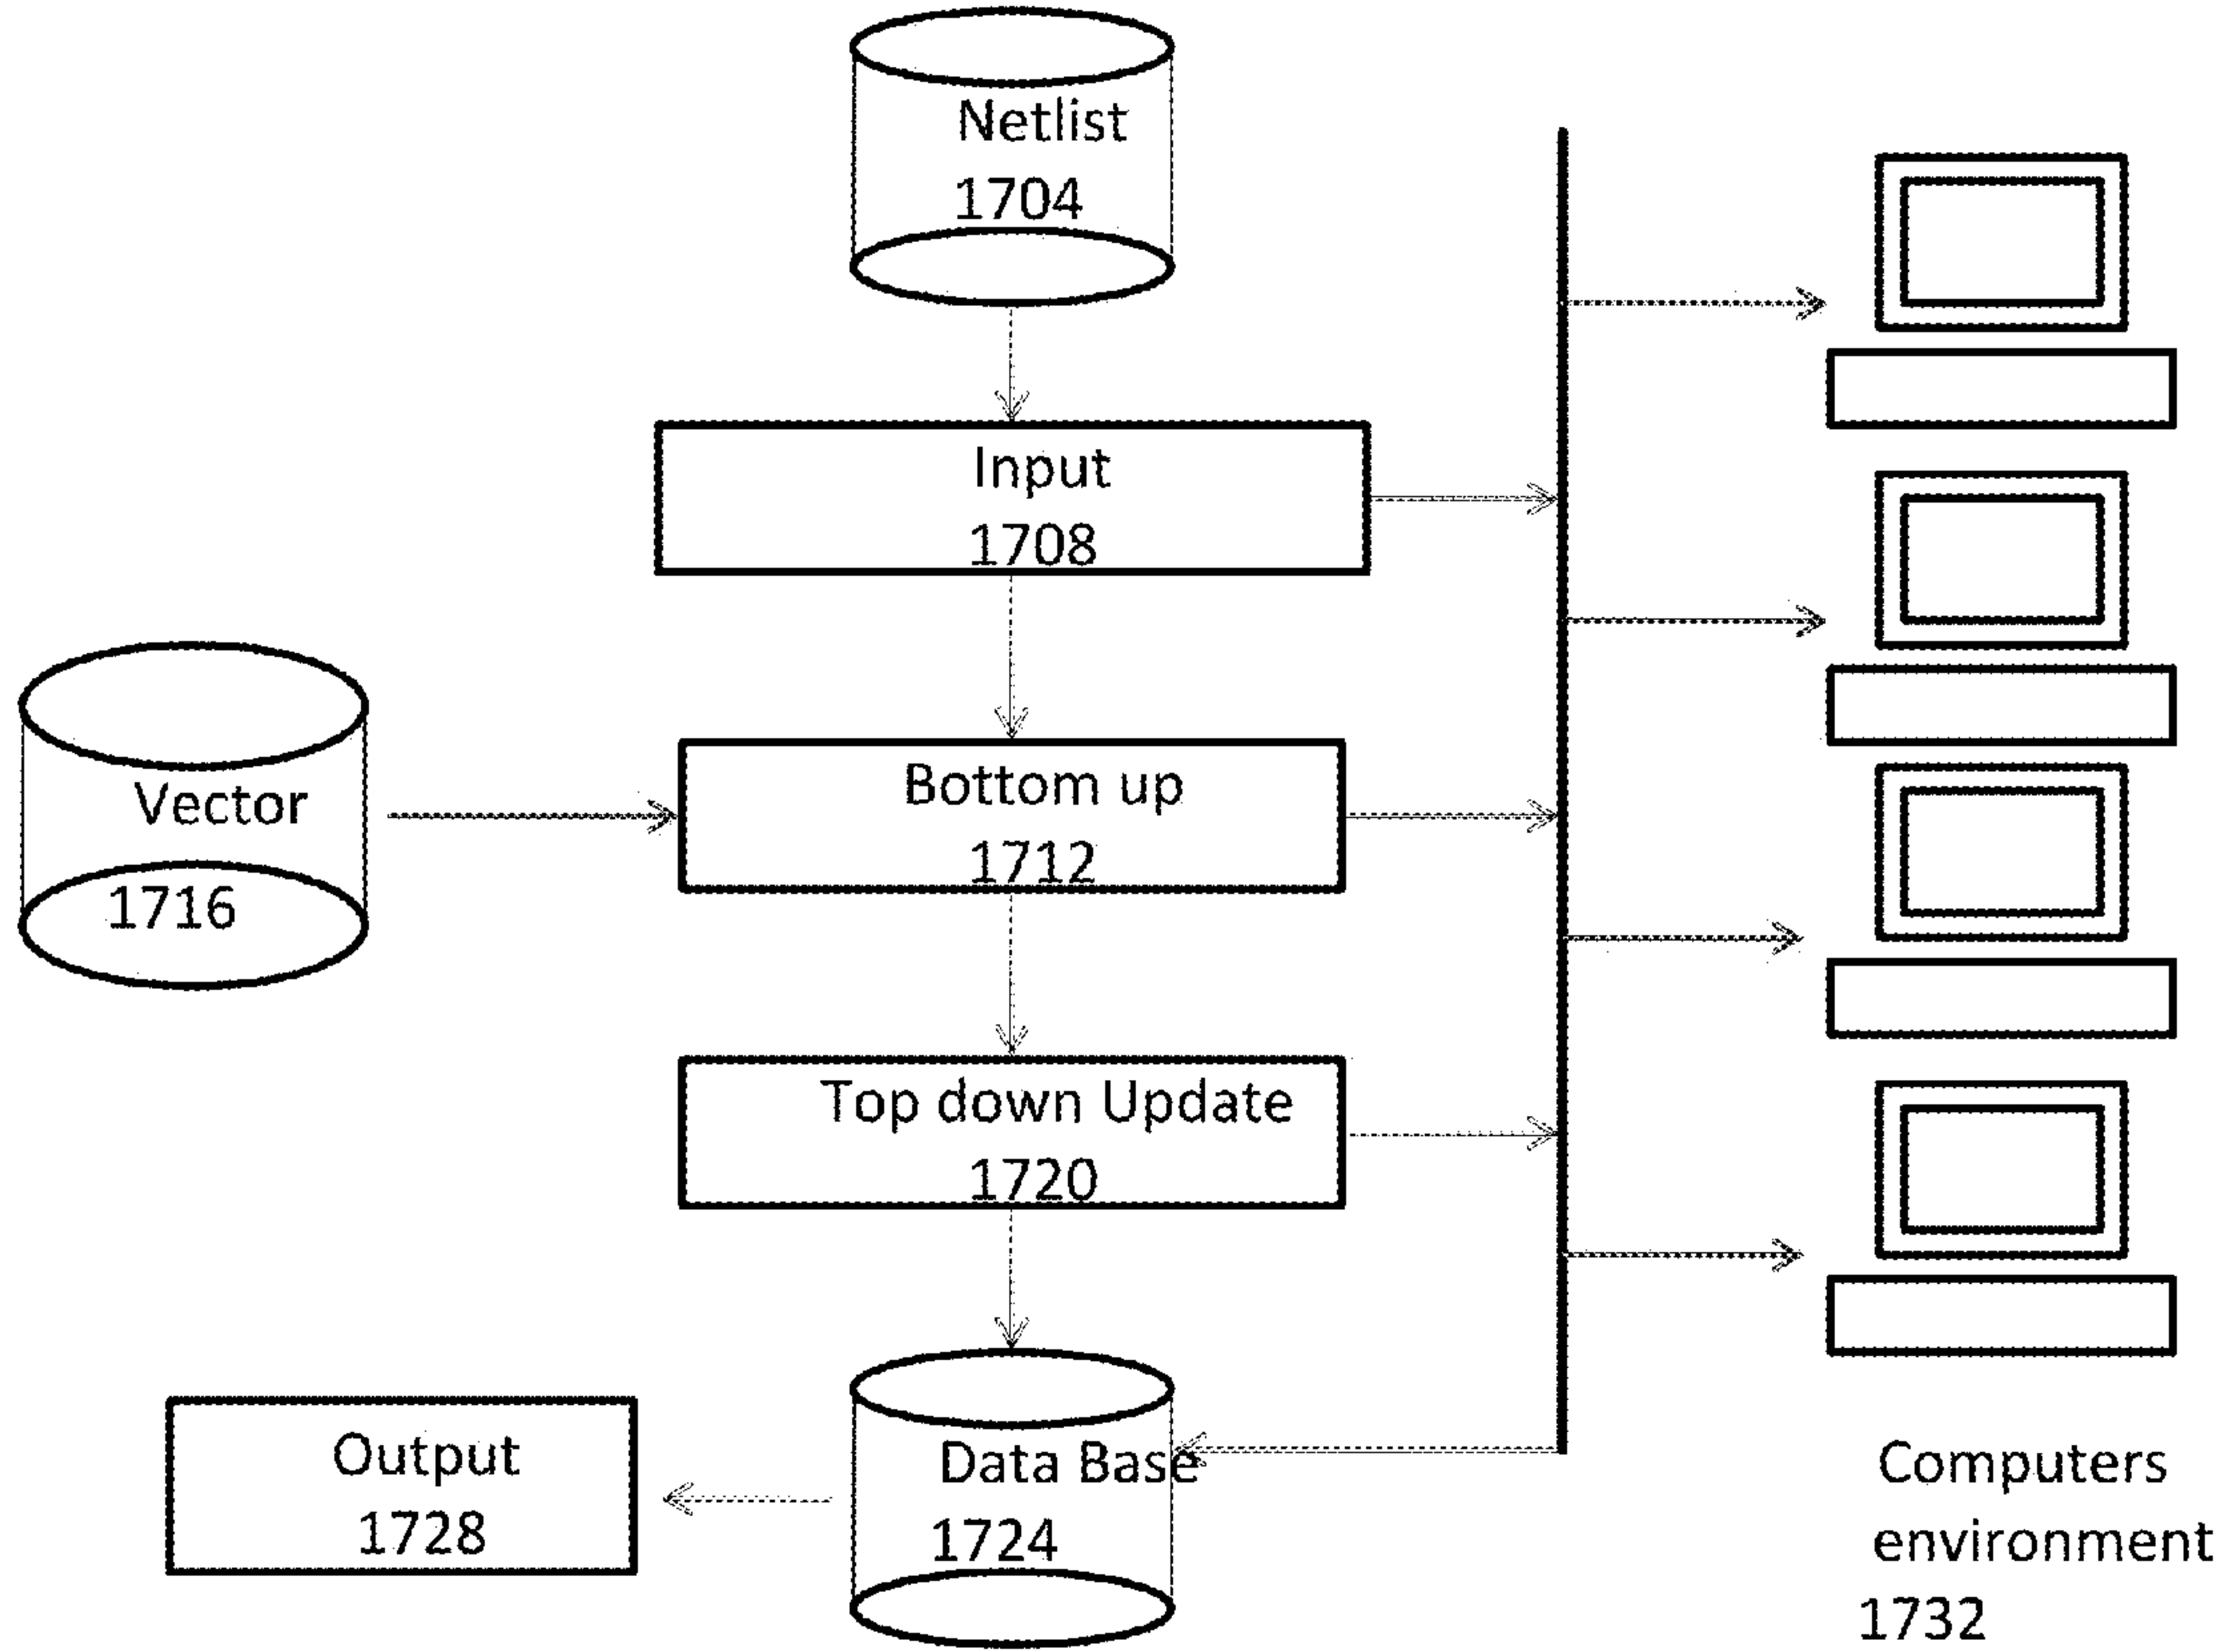 Netlist
1704
Input
1708
Vector
1716
Bottom up
1712
Top down Update
1720
Output
1728
Data Base
1724
Computers
environment
1732